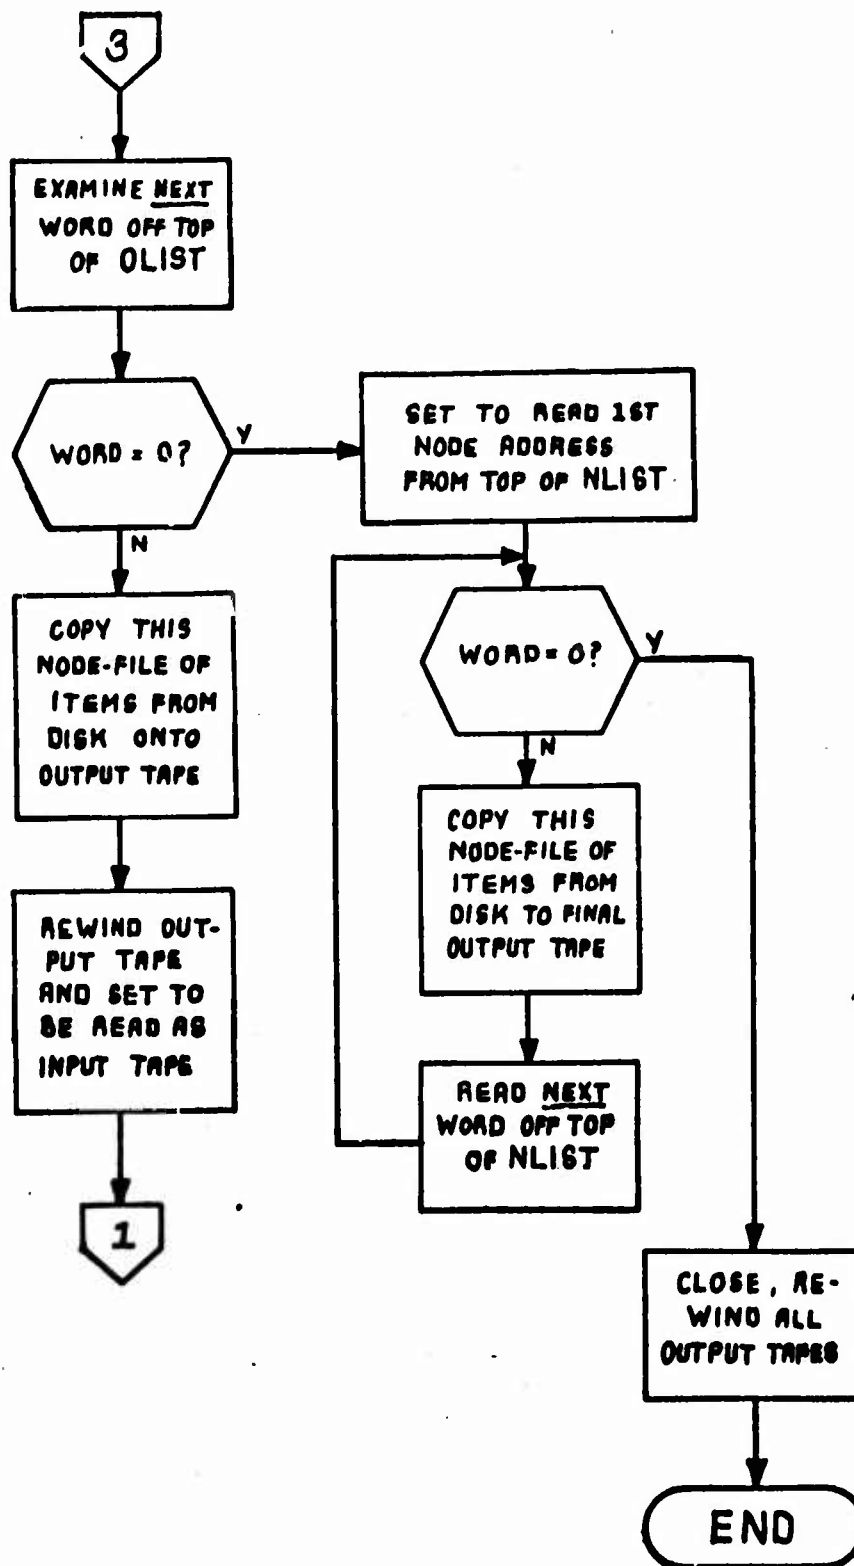 3
EXAMINE NEXT
WORD OFF TOP
OF OLIST
WORD = 0?
Y
N
COPY THIS
NODE-FILE OF
ITEMS FROM
DISK ONTO
OUTPUT TAPE
REWIND OUT-
PUT TAPE
AND SET TO
BE READ AS
INPUT TAPE
1
SET TO READ 1ST
NODE ADDRESS
FROM TOP OF NLIST
WORD = 0?
Y
N
COPY THIS
NODE-FILE OF
ITEMS FROM
DISK TO FINAL
OUTPUT TAPE
READ NEXT
WORD OFF TOP
OF NLIST
CLOSE, RE-
WIND ALL
OUTPUT TAPES
END